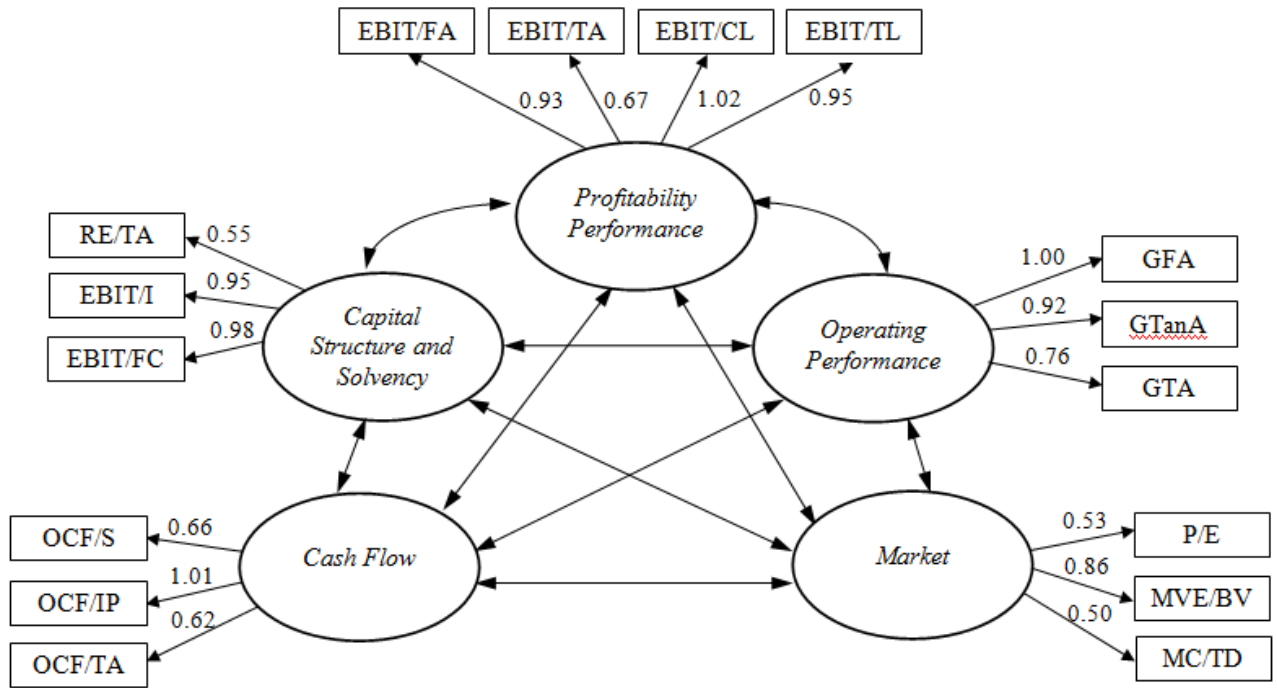 EBIT/FA
EBIT/TA
EBIT/CL
EBIT/TL
0.93
0.67
1.02
0.95
Profitability
Performance
RE/TA
0.55
EBIT/I
0.95
EBIT/FC
0.98
Capital
Structure and
Solvency
Operating
Performance
1.00
GFA
0.92
GTanA
0.76
GTA
OCF/S
0.66
OCF/IP
1.01
OCF/TA
0.62
Cash Flow
Market
0.53
P/E
0.86
MVE/BV
0.50
MC/TD